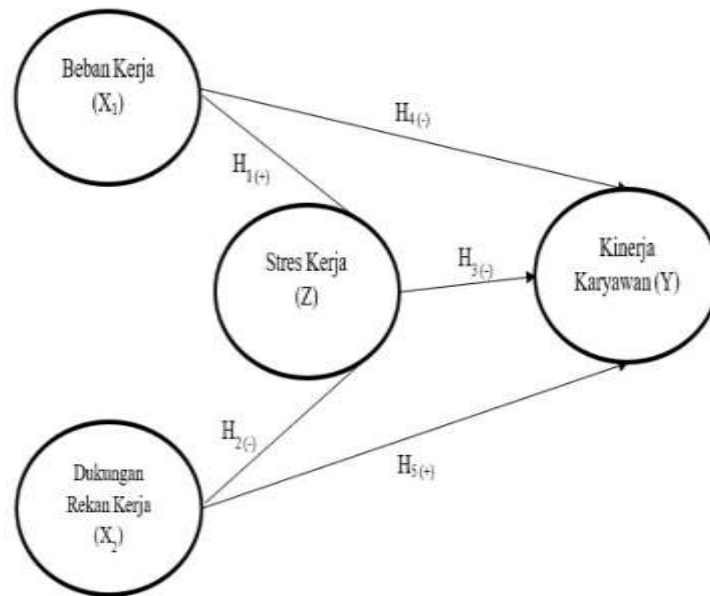 Beban Kerja
(X₁)
H₄(-)
H₁(+)
Stres Kerja
(Z)
H₃(-)
Kinerja
Karyawan (Y)
H₂(-)
H₅(+)
Dukungan
Rekan Kerja
(X₂)